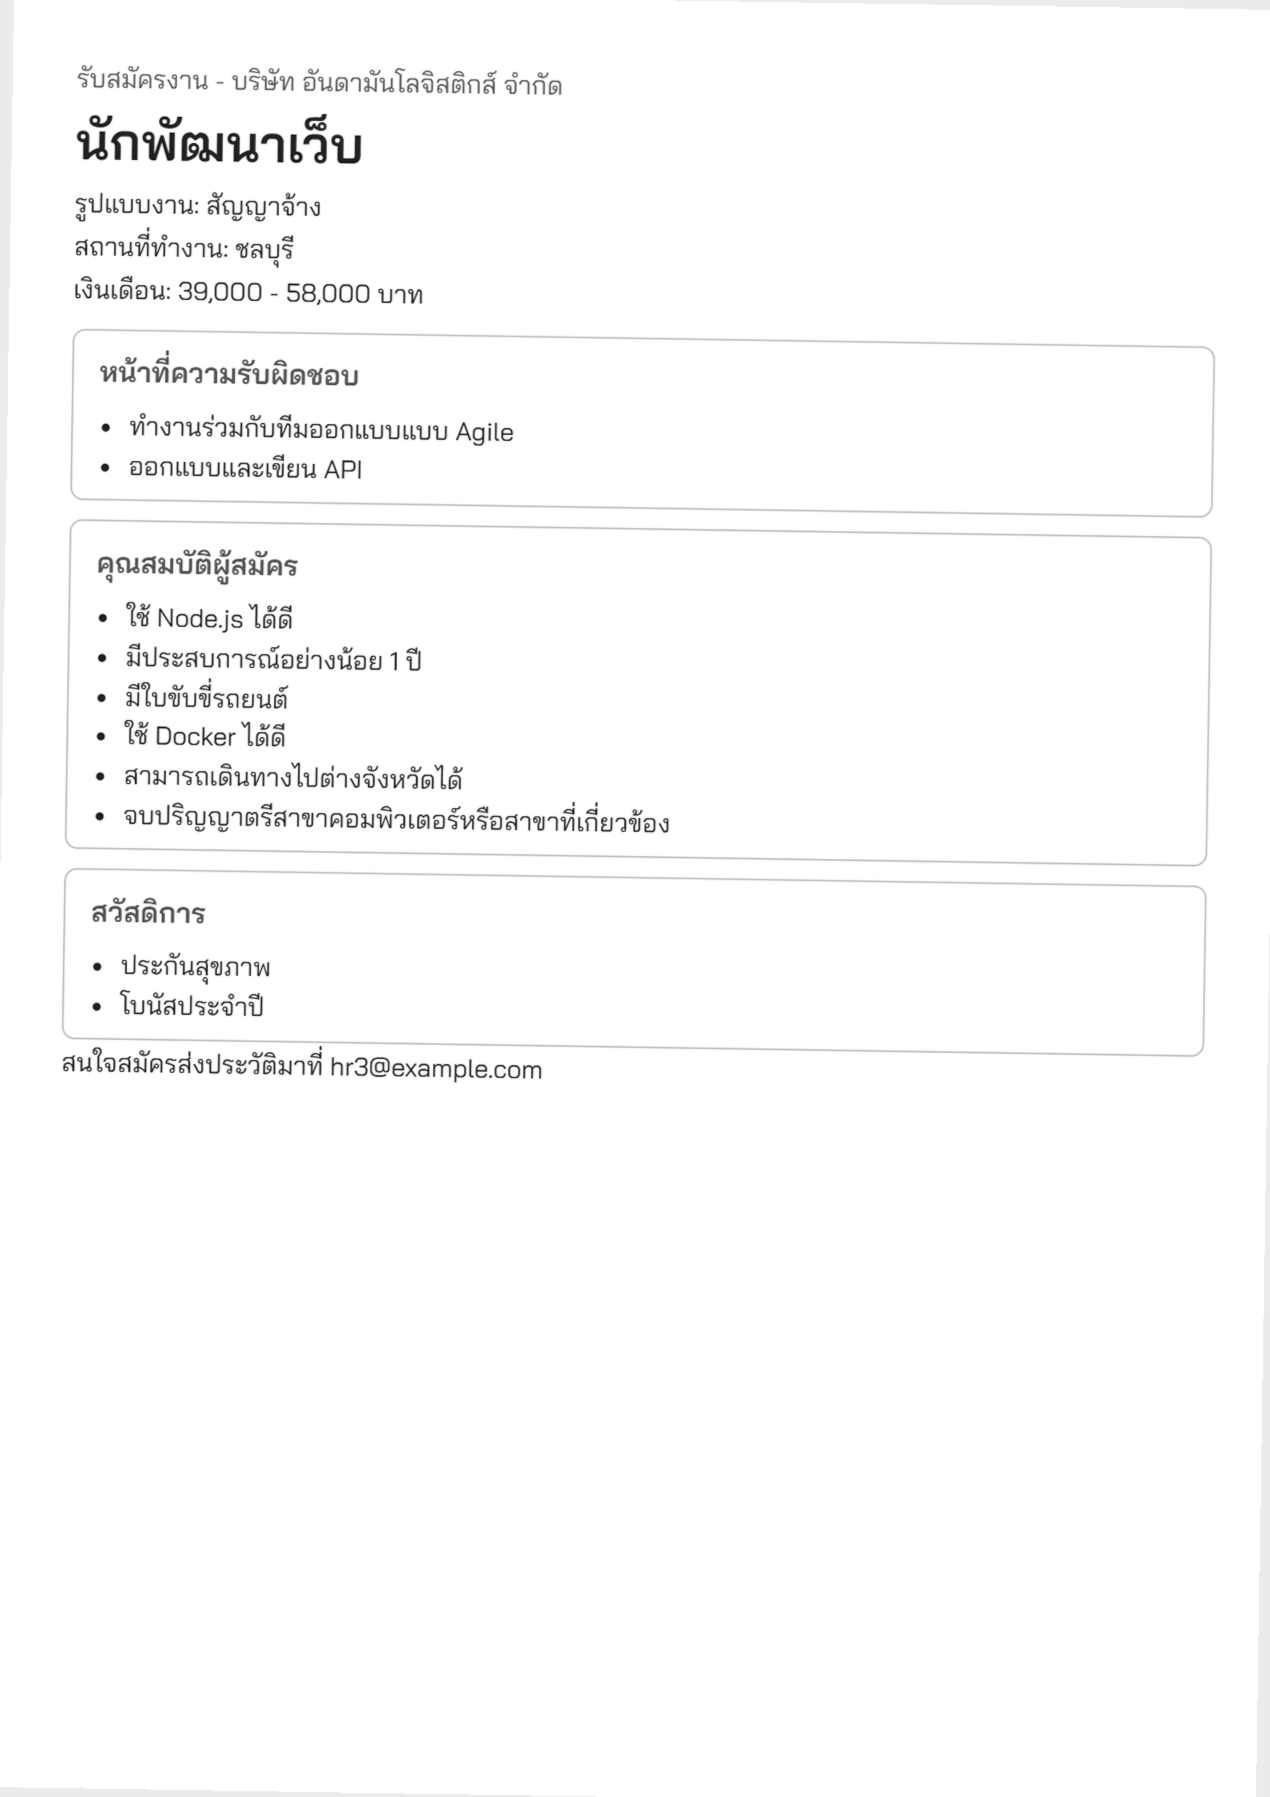 รับสมัครงาน - บริษัท อันดามันโลจิสติกส์ จำกัด
นักพัฒนาเว็บ
รูปแบบงาน: สัญญาจ้าง
สถานที่ทำงาน: ชลบุรี
เงินเดือน: 39,000 - 58,000 บาท
หน้าที่ความรับผิดชอบ
• ทำงานร่วมกับทีมออกแบบแบบ Agile
• ออกแบบและเขียน API
คุณสมบัติผู้สมัคร
• ใช้ Node.js ได้ดี
• มีประสบการณ์อย่างน้อย 1 ปี
• มีใบขับขี่รถยนต์
• ใช้ Docker ได้ดี
• สามารถเดินทางไปต่างจังหวัดได้
• จบปริญญาตรีสาขาคอมพิวเตอร์หรือสาขาที่เกี่ยวข้อง
สวัสดิการ
• ประกันสุขภาพ
• โบนัสประจำปี
สนใจสมัครส่งประวัติมาที่ hr3@example.com